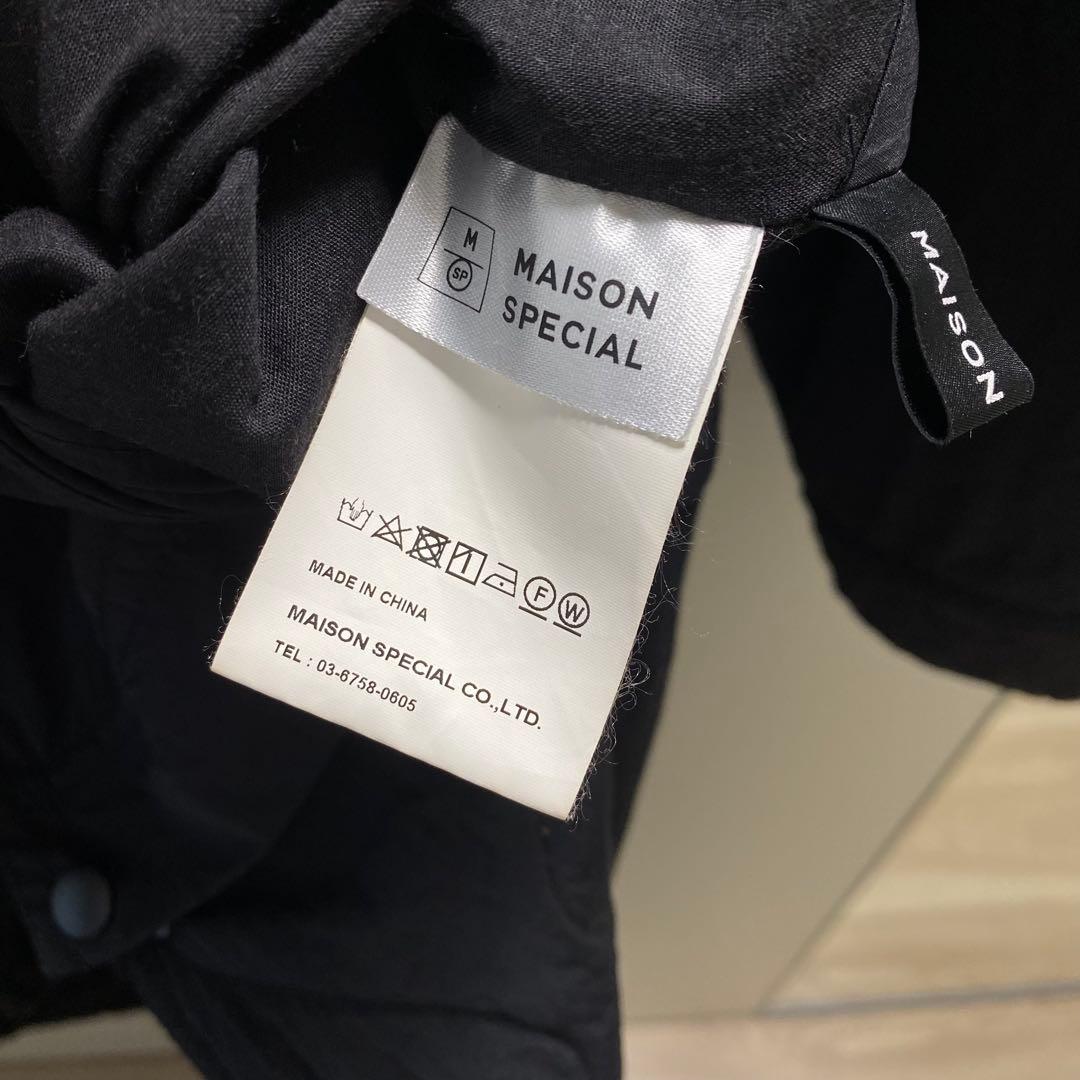 M
SP
MAISON
SPECIAL
MAISON
F W
MADE IN CHINA
MAISON SPECIAL CO.,LTD.
TEL : 03-6758-0605